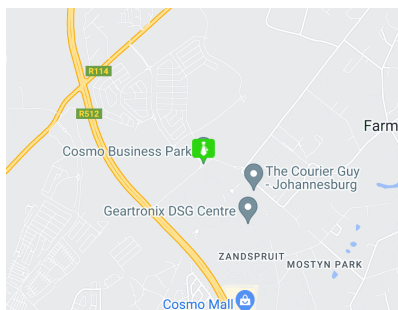 R114
R512
Farm
Cosmo Business Park
The Courier Guy
- Johannesburg
Geartronix DSG Centre
ZANDSPRUIT
MOSTYN PARK
Cosmo Mall